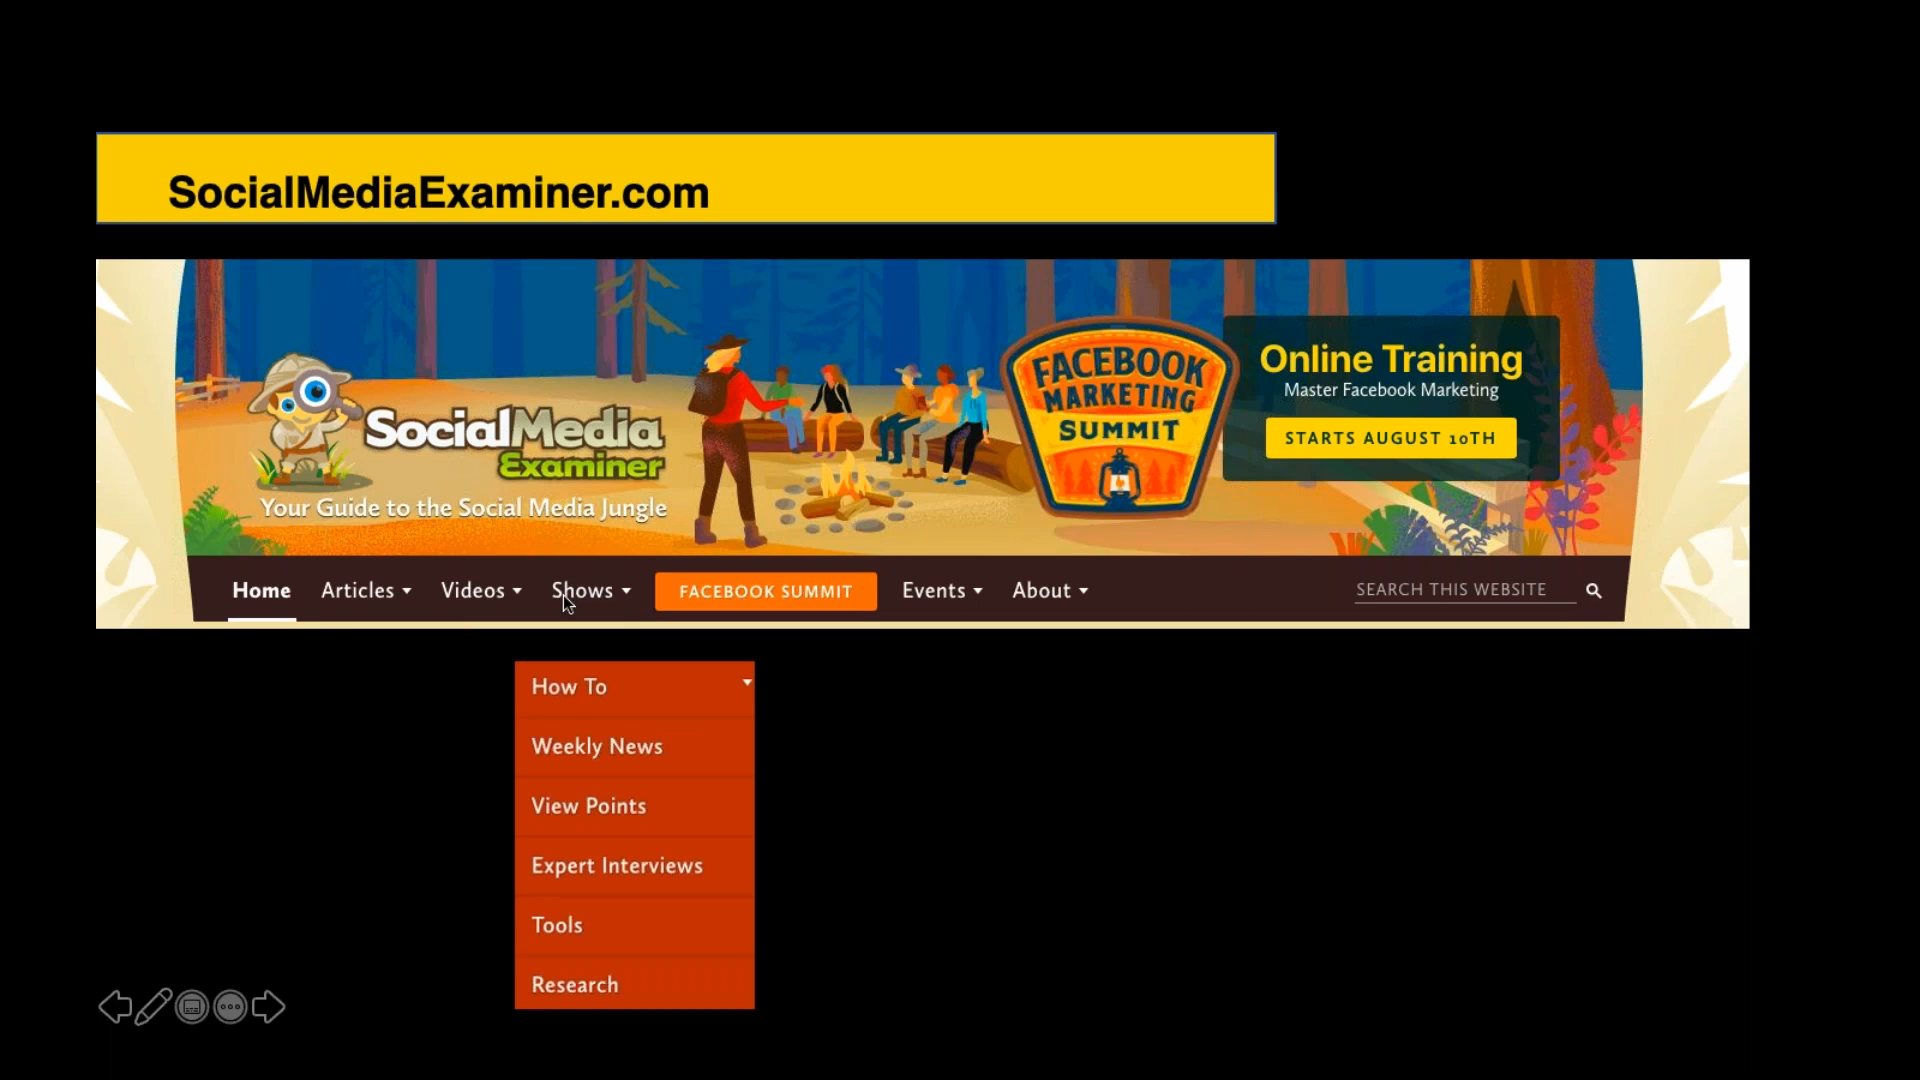 SocialMediaExaminer.com
SocialMedia
Examiner
Your Guide to the Social Media Jungle
FACEBOOK
MARKETING
SUMMIT
Online Training
Master Facebook Marketing
STARTS AUGUST 10TH
Home Articles Videos Shows FACEBOOK SUMMIT Events About SEARCH THIS WEBSITE
How To
Weekly News
View Points
Expert Interviews
Tools
Research